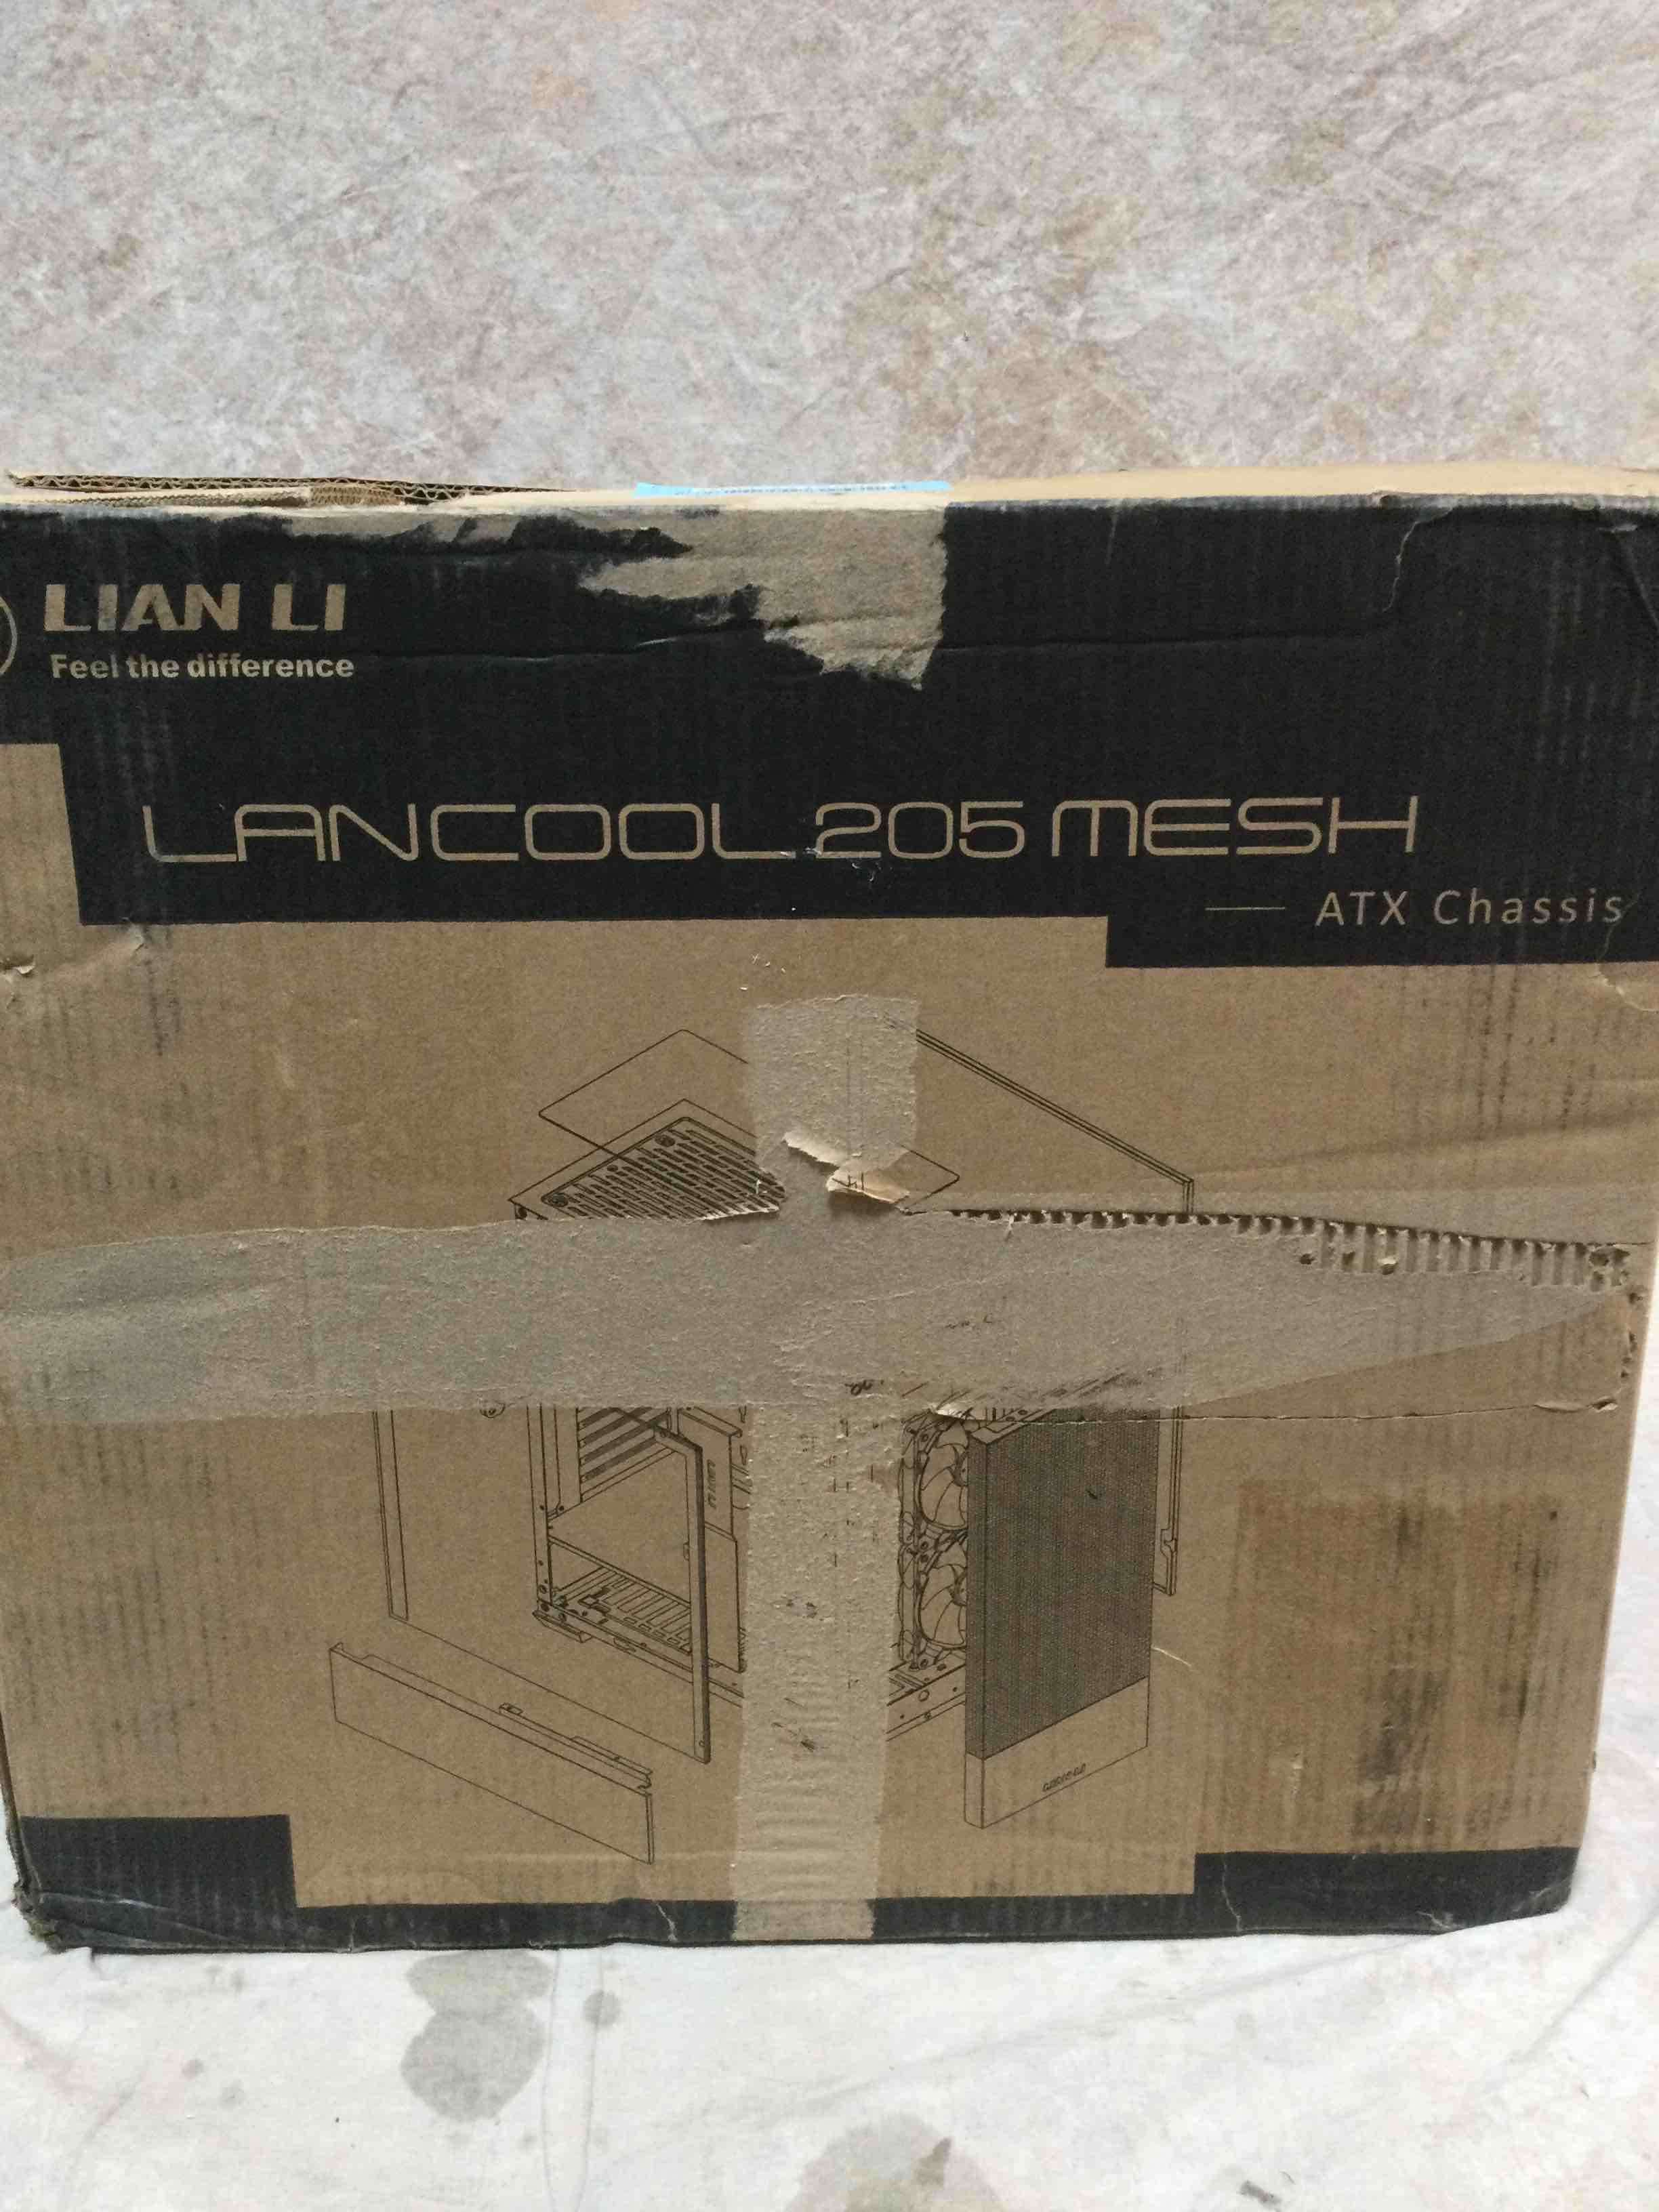 LIAN LI
Feel the difference
LANCOOL 205 MESH
ATX Chassis